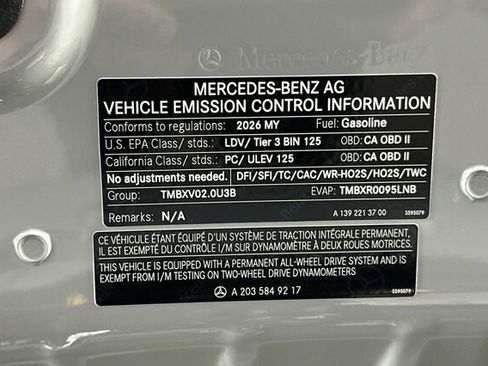 Mercedes-Benz
MERCEDES-BENZ AG
VEHICLE EMISSION CONTROL INFORMATION
Conforms to regulations: 2026 MY Fuel: Gasoline
U.S. EPA Class/ stds.: LDV/ Tier 3 BIN 125 OBD: CA OBD II
California Class/ stds.: PC/ ULEV 125 OBD: CA OBD II
No adjustments needed. DFI/SFI/TC/CAC/WR-HO2S/HO2S/TWC
Group: TMBXV02.0U3B EVAP: TMBXR0095LNB
Remarks: N/A A 139 221 37 00 S595079
CE VÉHICULE ÉTANT ÉQUIPÉ D'UN SYSTÈME DE TRACTION INTÉGRALE PERMANENT,
IL EST EXEMPTÉ DU CONTRÔLE I/M SUR DYNAMOMÈTRE À DEUX ROUES MOTRICES.
THIS VEHICLE IS EQUIPPED WITH A PERMANENT ALL-WHEEL DRIVE SYSTEM AND IS
EXEMPT FROM I/M TESTING ON TWO-WHEEL DRIVE DYNAMOMETERS
A 203 584 92 17 S595079